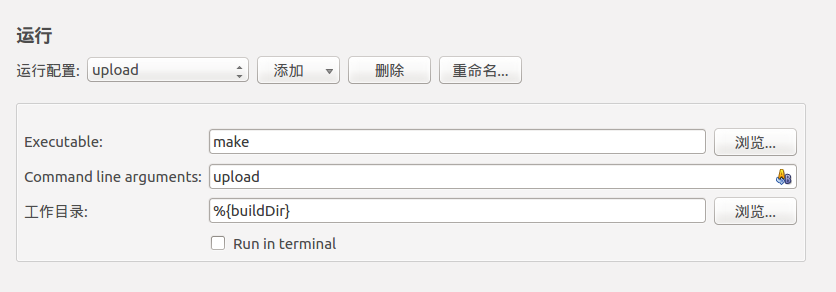 运行
运行配置: upload 添加 删除 重命名...
Executable: make 浏览...
Command line arguments: upload
工作目录: %{buildDir} 浏览...
Run in terminal